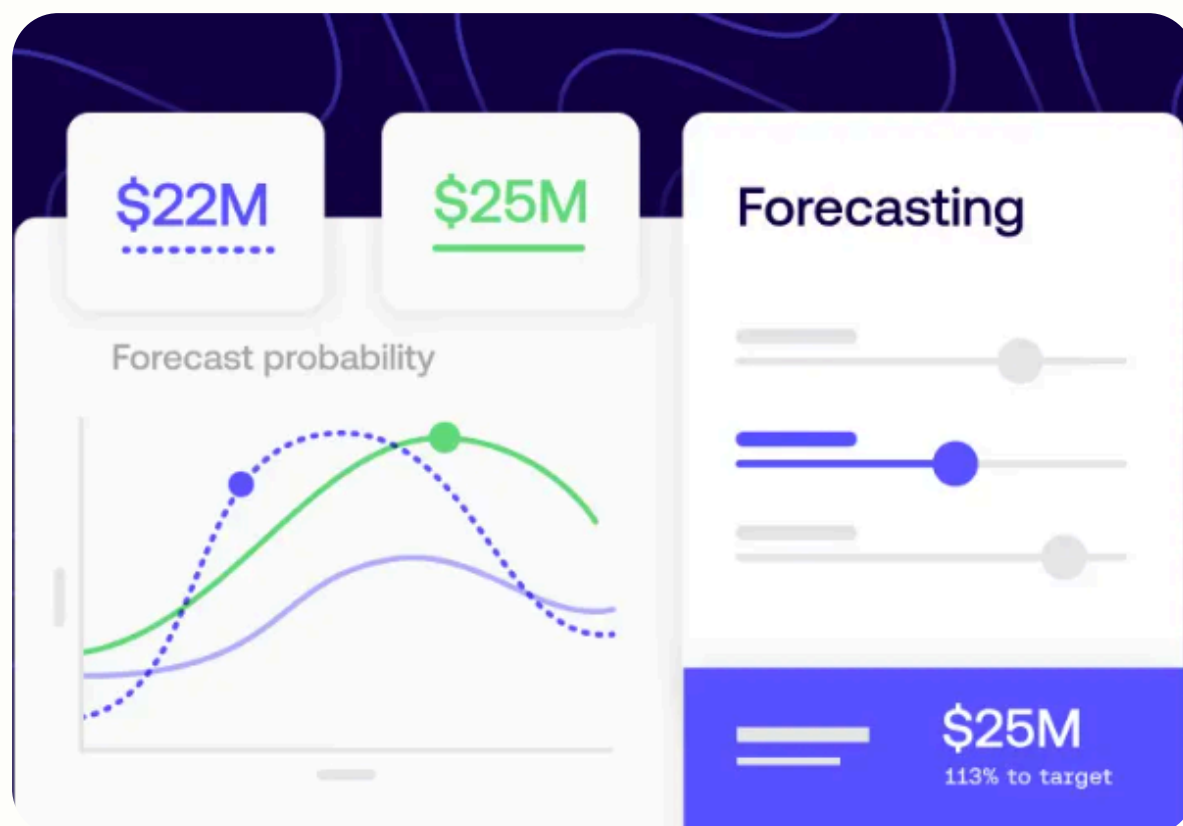 $22M
$25M
Forecast probability
Forecasting
$25M
113% to target